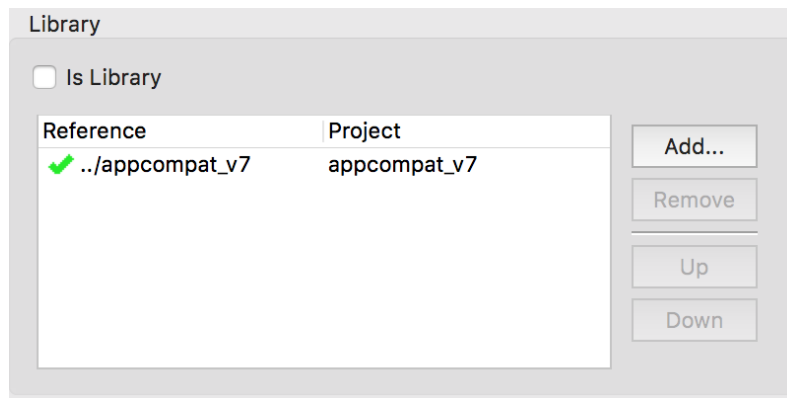 Library
Is Library
Reference Project
../appcompat_v7 appcompat_v7
Add...
Remove
Up
Down